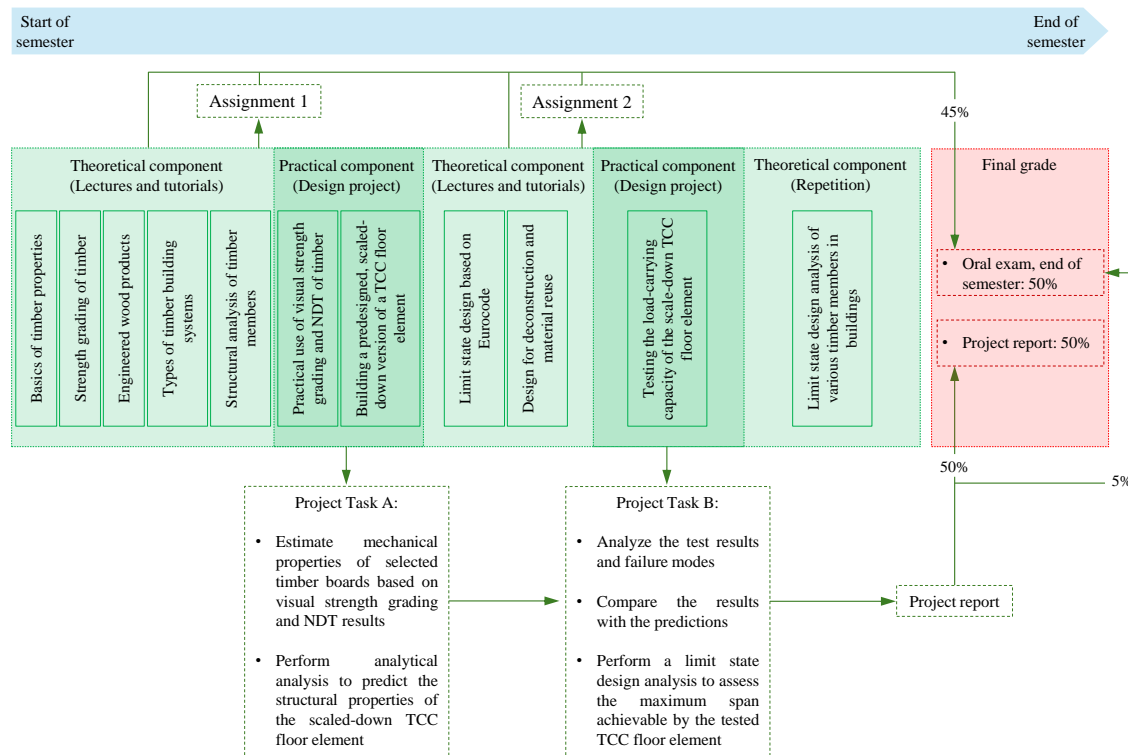 Start of
semester
End of
semester
Assignment 1
Assignment 2
45%
Theoretical component
(Lectures and tutorials)
Practical component
(Design project)
Theoretical component
(Lectures and tutorials)
Practical component
(Design project)
Theoretical component
(Repetition)
Final grade
Basics of timber properties
Strength grading of timber
Engineered wood products
Types of timber building
systems
Structural analysis of timber
members
Practical use of visual strength
grading and NDT of timber
Building a predesigned, scaled-
down version of a TCC floor
element
Limit state design based on
Eurocode
Design for deconstruction and
material reuse
Testing the load-carrying
capacity of the scale-down TCC
floor element
Limit state design analysis of
various timber members in
buildings
• Oral exam, end of
semester: 50%
• Project report: 50%
50%
5%
Project Task A:
• Estimate mechanical
properties of selected
timber boards based on
visual strength grading
and NDT results
• Perform analytical
analysis to predict the
structural properties of
the scaled-down TCC
floor element
Project Task B:
• Analyze the test results
and failure modes
• Compare the results
with the predictions
• Perform a limit state
design analysis to assess
the maximum span
achievable by the tested
TCC floor element
Project report